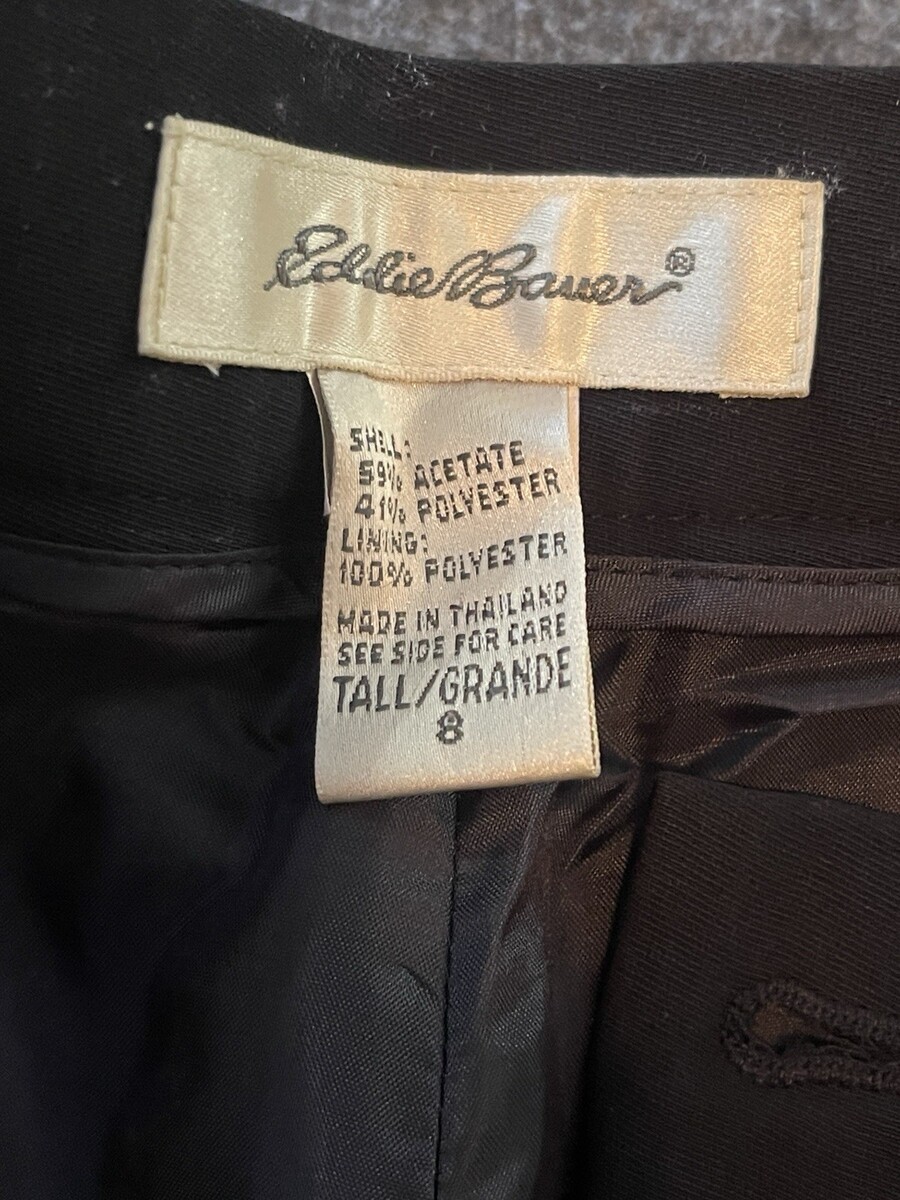 Eddie Bauer®
SHELL:
59% ACETATE
41% POLYESTER
LINING:
100% POLYESTER
MADE IN THAILAND
SEE SIDE FOR CARE
TALL/GRANDE
8